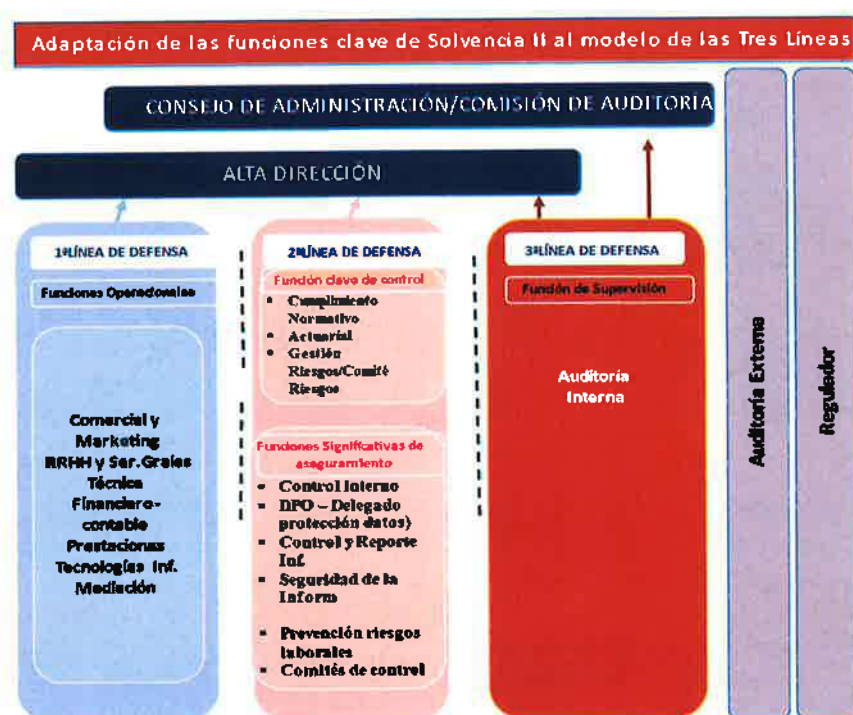 Adaptación de las funciones clave de Solvencia II al modelo de las Tres Líneas
CONSEJO DE ADMINISTRACIÓN/COMISIÓN DE AUDITORÍA
ALTA DIRECCIÓN
1ªLÍNEA DE DEFENSA
Funciones Operacionales
Comercial y
Marketing
RRHH y Ser.Grales
Técnica
Financiero-
contable
Prestaciones
Tecnologías Inf.
Mediación
2ªLÍNEA DE DEFENSA
Función clave de control
• Cumplimiento
Normativo
• Actuarial
• Gestión
Riesgos/Comité
Riesgos
Funciones Significativas de
aseguramiento
▪ Control Interno
▪ DPO – Delegado
protección datos)
▪ Control y Reporte
Inf.
▪ Seguridad de la
Inform
▪ Prevención riesgos
laborales
▪ Comités de control
3ªLÍNEA DE DEFENSA
Función de Supervisión
Auditoría
Interna
Auditoría Externa
Regulador